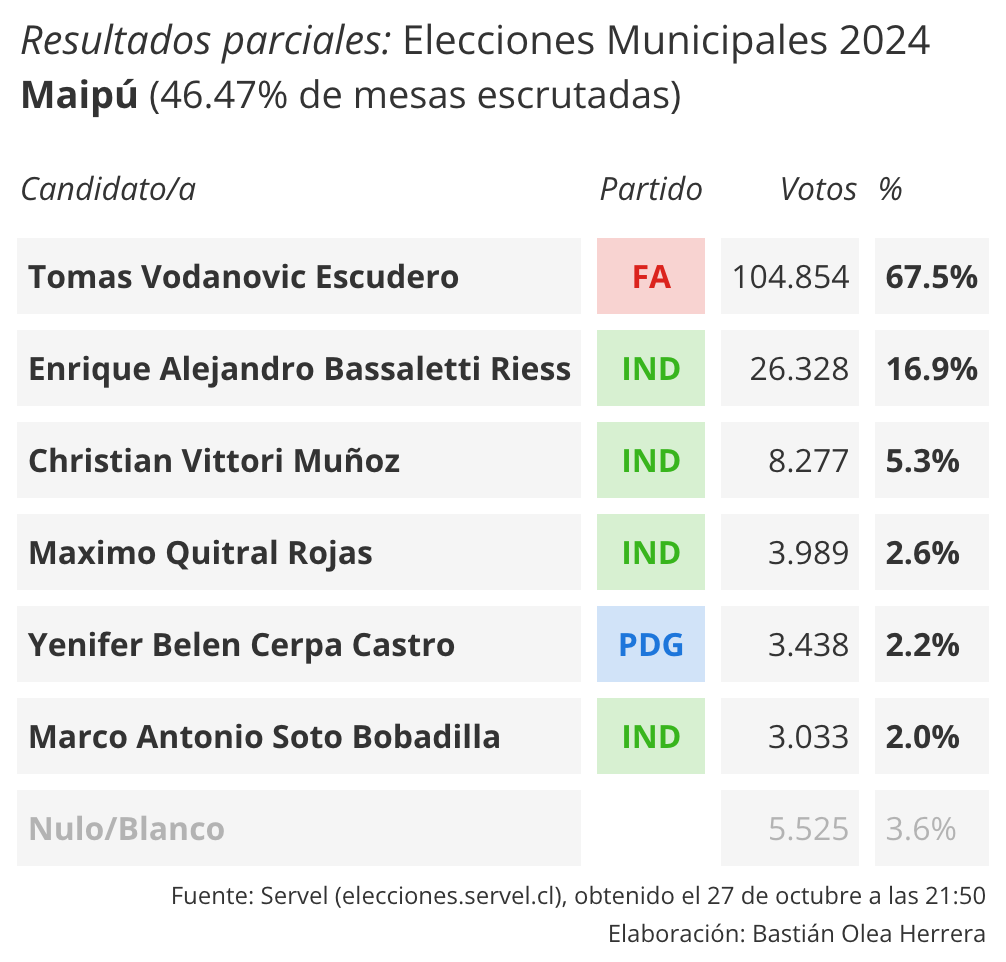 Resultados parciales: Elecciones Municipales 2024
Maipú (46.47% de mesas escrutadas)
Candidato/a Partido Votos %
Tomas Vodanovic Escudero FA 104.854 67.5%
Enrique Alejandro Bassaletti Riess IND 26.328 16.9%
Christian Vittori Muñoz IND 8.277 5.3%
Maximo Quitral Rojas IND 3.989 2.6%
Yenifer Belen Cerpa Castro PDG 3.438 2.2%
Marco Antonio Soto Bobadilla IND 3.033 2.0%
Nulo/Blanco 5.525 3.6%
Fuente: Servel (elecciones.servel.cl), obtenido el 27 de octubre a las 21:50
Elaboración: Bastián Olea Herrera